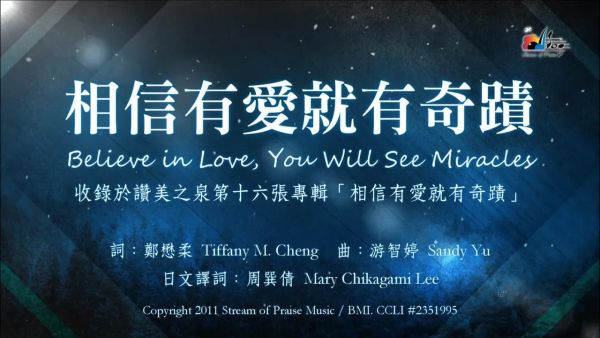 Stream of Praise
相信有愛就有奇蹟
Believe in Love, You Will See Miracles
收錄於讚美之泉第十六張專輯「相信有愛就有奇蹟」
詞：鄭懋柔 Tiffany M. Cheng 曲：游智婷 Sandy Yu
日文譯詞：周巽倩 Mary Chikagami Lee
Copyright 2011 Stream of Praise Music / BMI. CCLI #2351995